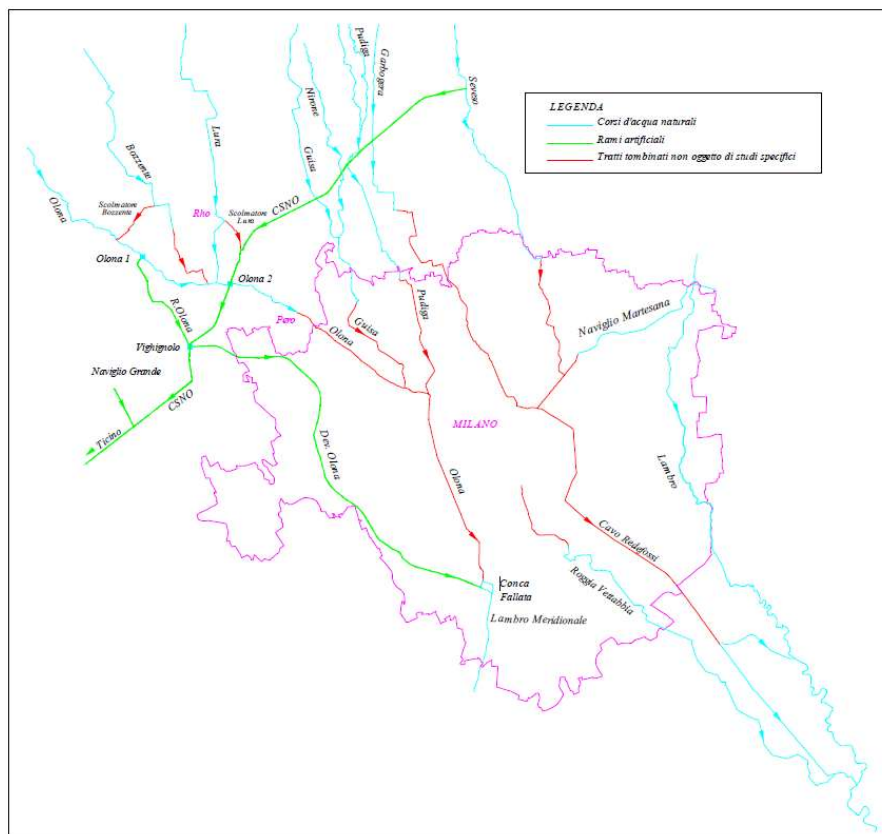 Pudiga
Garbogera
Nirone
Seveso
LEGENDA
Corsi d'acqua naturali
Rami artificiali
Tratti tombinati non oggetto di studi specifici
Lura
Guisa
Bozzente
Olona
Scolmatore
Bozzente
Rho
Scolmatore
Lura
CSNO
Olona 1
Olona 2
R.Olona
Pero
Olona
Guisa
Pudiga
Naviglio Martesana
Vighignolo
Naviglio Grande
CSNO
Ticino
Dev. Olona
MILANO
Olona
Lambro
Cavo Redefossi
Roggia Vettabbia
Conca
Fallata
Lambro Meridionale